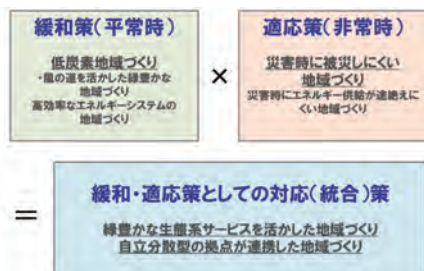 緩和策(平常時)
低炭素地域づくり
・風の道を活かした緑豊かな
地域づくり
高効率なエネルギーシステムの
地域づくり
×
適応策(非常時)
災害時に被災しにくい
地域づくり
災害時にエネルギー供給が途絶えに
くい地域づくり
=
緩和・適応策としての対応(統合)策
緑豊かな生態系サービスを活かした地域づくり
自立分散型の拠点が連携した地域づくり